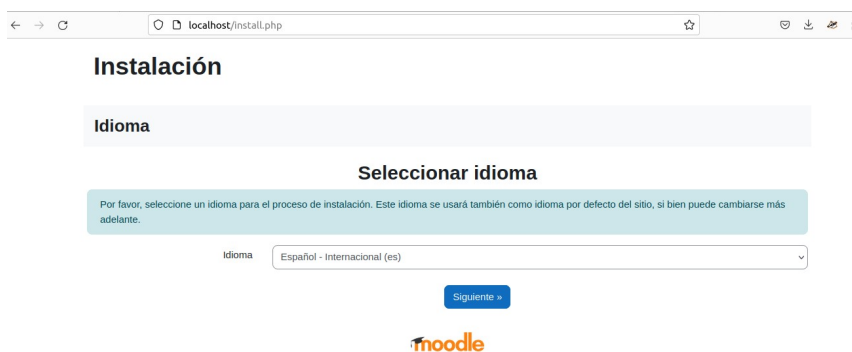 localhost/install.php
Instalación
Idioma
Seleccionar idioma
Por favor, seleccione un idioma para el proceso de instalación. Este idioma se usará también como idioma por defecto del sitio, si bien puede cambiarse más
adelante.
Idioma
Español - Internacional (es)
Siguiente »
moodle